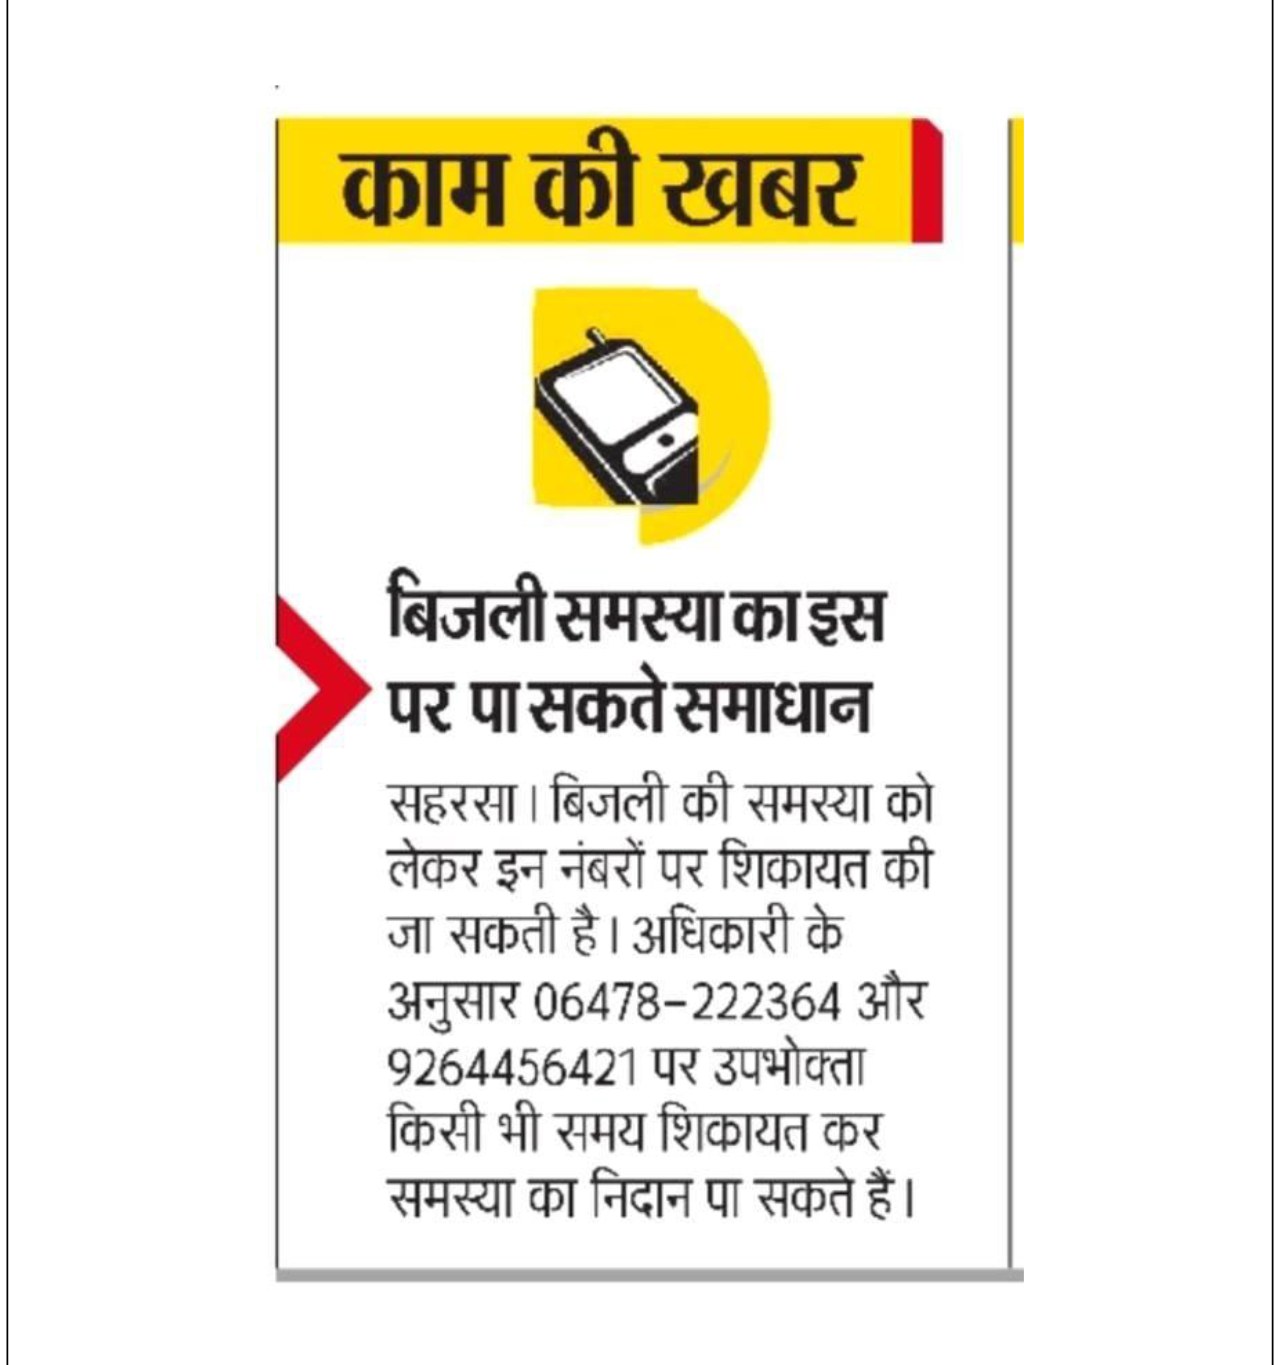 काम की खबर
बिजली समस्या का इस
पर पा सकते समाधान
सहरसा। बिजली की समस्या को
लेकर इन नंबरों पर शिकायत की
जा सकती है। अधिकारी के
अनुसार 06478-222364 और
9264456421 पर उपभोक्ता
किसी भी समय शिकायत कर
समस्या का निदान पा सकते हैं।